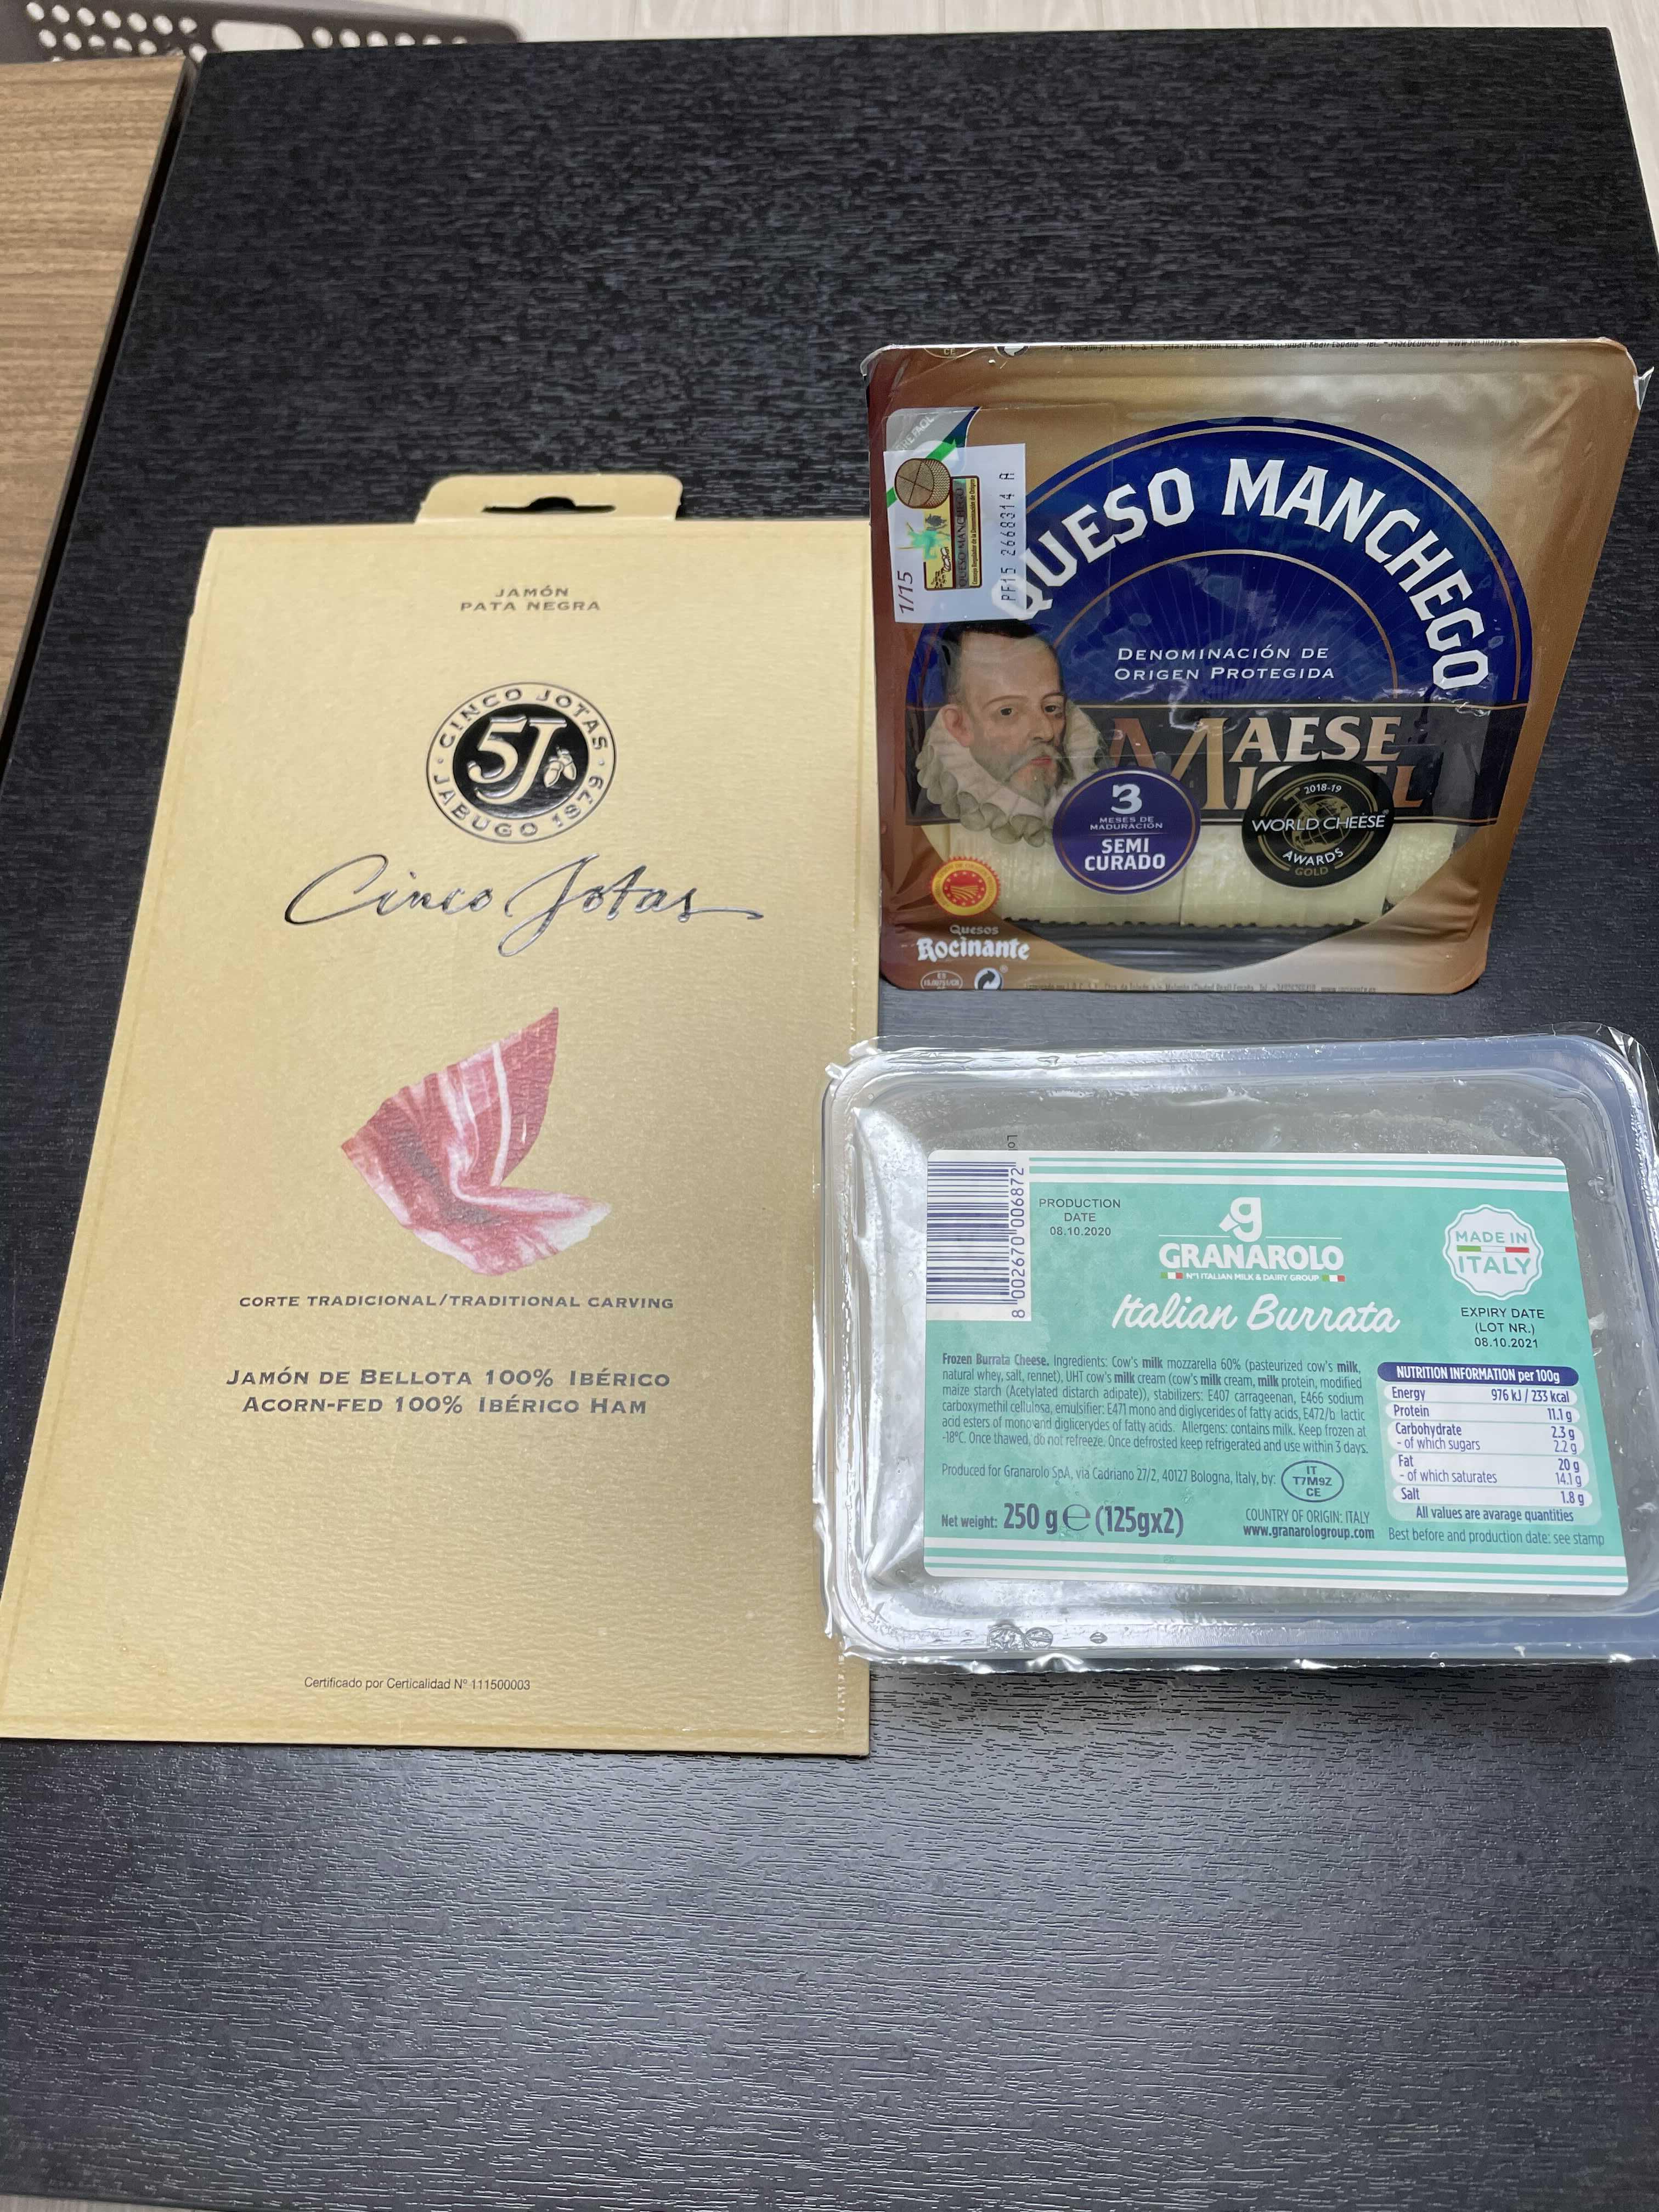 JAMÓN
PATA NEGRA
CINCO JOTAS
5J
JABUGO 1879
Cinco Jotas
CORTE TRADICIONAL/TRADITIONAL CARVING
JAMÓN DE BELLOTA 100% IBÉRICO
ACORN-FED 100% IBÉRICO HAM
Certificado por Certicalidad Nº 111500003
1/15
QUESO MANCHEGO
PF15 2668314 A
QUESO MANCHEGO
DENOMINACIÓN DE
ORIGEN PROTEGIDA
MAESE
3
MESES DE
MADURACIÓN
SEMI
CURADO
2018-19
WORLD CHEESE
AWARDS
GOLD
Quesos
Rocinante
8 002670 006872
PRODUCTION
DATE
08.10.2020
GRANAROLO
N°1 ITALIAN MILK & DAIRY GROUP
Italian Burrata
MADE IN
ITALY
EXPIRY DATE
(LOT NR.)
08.10.2021
Frozen Burrata Cheese. Ingredients: Cow's milk mozzarella 60% (pasteurized cow's milk,
natural whey, salt, rennet), UHT cow's milk cream (cow's milk cream, milk protein, modified
maize starch (Acetylated distarch adipate)), stabilizers: E407 carrageenan, E466 sodium
carboxymethil cellulosa, emulsifier: E471 mono and diglycerides of fatty acids, E472/b lactic
acid esters of mono and diglicerydes of fatty acids. Allergens: contains milk. Keep frozen at
-18°C. Once thawed, do not refreeze. Once defrosted keep refrigerated and use within 3 days.
Produced for Granarolo SpA, via Cadriano 27/2, 40127 Bologna, Italy, by:
IT
T7M9Z
CE
Net weight: 250 g e (125gx2)
COUNTRY OF ORIGIN: ITALY
www.granarologroup.com
NUTRITION INFORMATION per 100g
Energy 976 kJ / 233 kcal
Protein 11.1 g
Carbohydrate 2.3 g
- of which sugars 2.2 g
Fat 20 g
- of which saturates 14.1 g
Salt 1.8 g
All values are avarage quantities
Best before and production date: see stamp